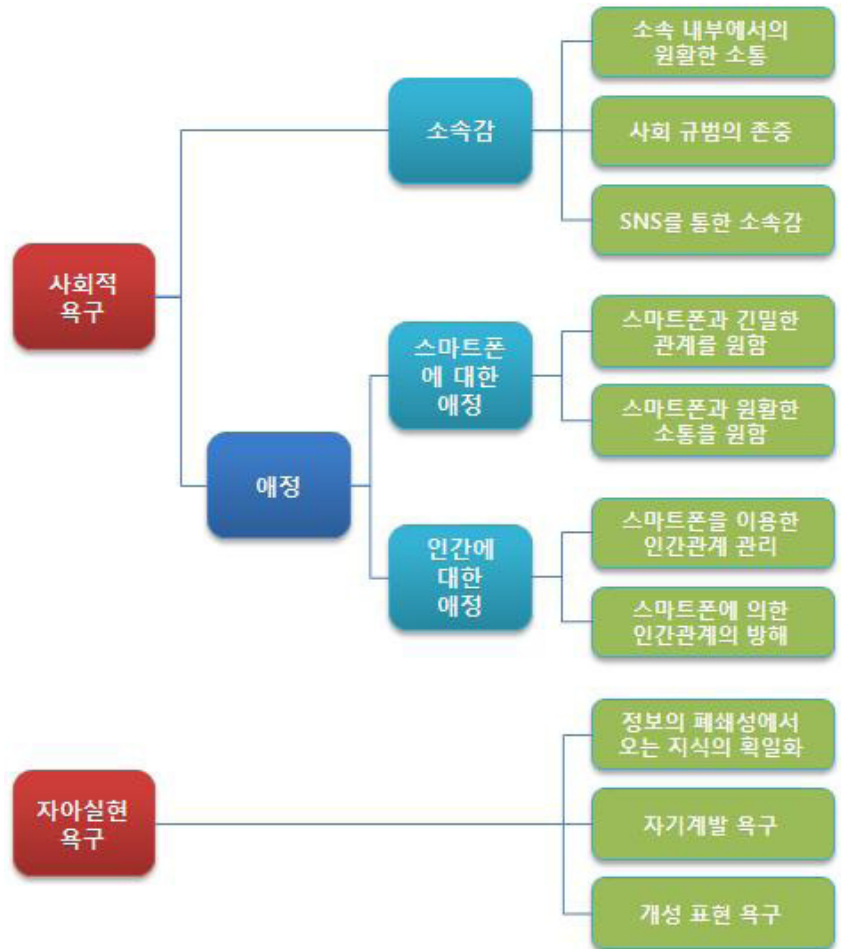 소속 내부에서의
원활한 소통
소속감
사회 규범의 존중
SNS를 통한 소속감
사회적
욕구
스마트폰
에 대한
애정
스마트폰과 긴밀한
관계를 원함
스마트폰과 원활한
소통을 원함
애정
인간에
대한
애정
스마트폰을 이용한
인간관계 관리
스마트폰에 의한
인간관계의 방해
정보의 폐쇄성에서
오는 지식의 획일화
자아실현
욕구
자기계발 욕구
개성 표현 욕구